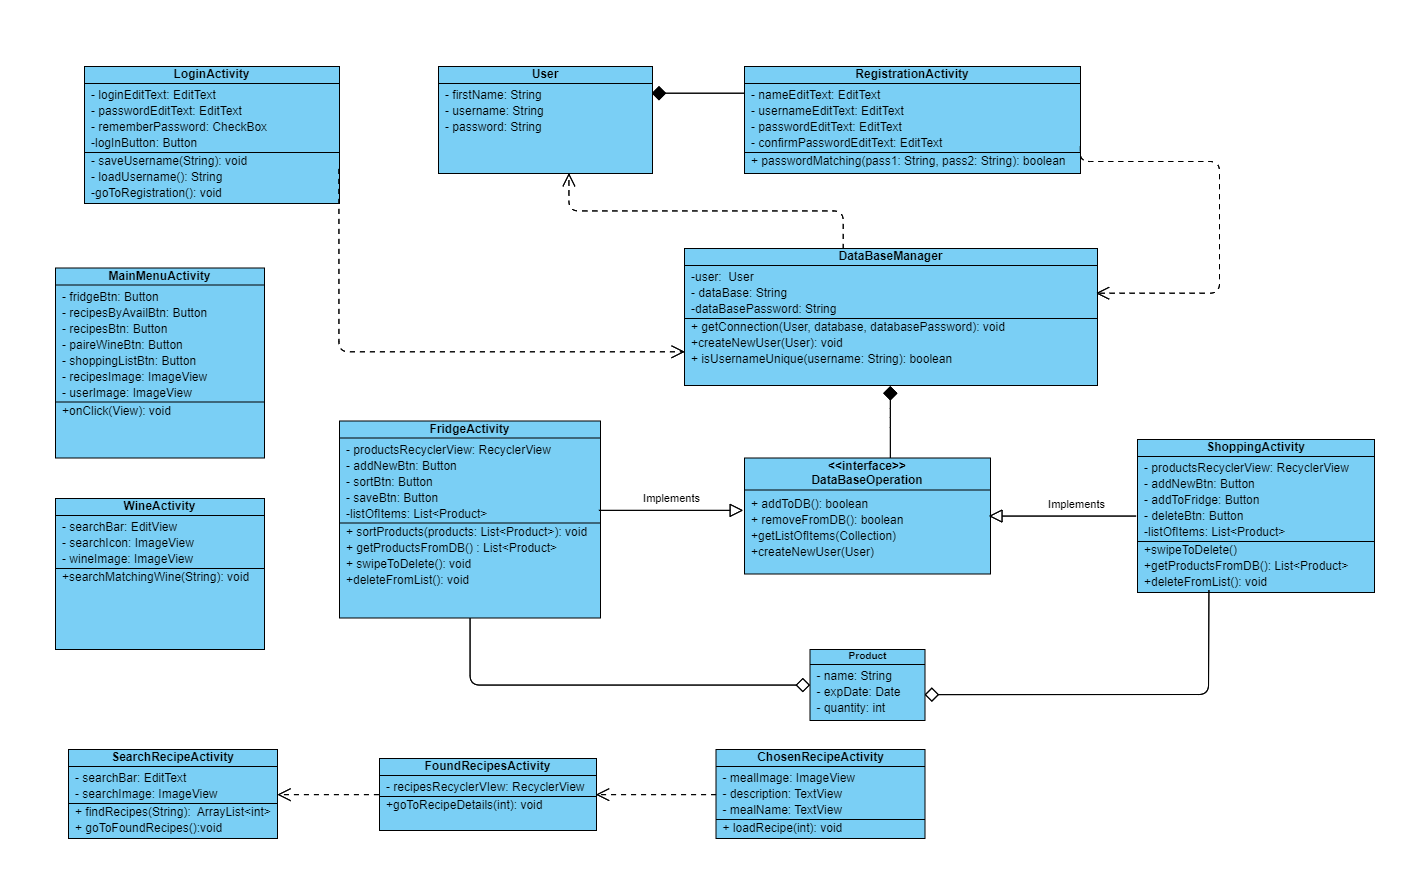 LoginActivity
- loginEditText: EditText
- passwordEditText: EditText
- rememberPassword: CheckBox
-logInButton: Button
- saveUsername(String): void
- loadUsername(): String
-goToRegistration(): void
User
- firstName: String
- username: String
- password: String
RegistrationActivity
- nameEditText: EditText
- usernameEditText: EditText
- passwordEditText: EditText
- confirmPasswordEditText: EditText
+ passwordMatching(pass1: String, pass2: String): boolean
DataBaseManager
-user:  User
- dataBase: String
-dataBasePassword: String
+ getConnection(User, database, databasePassword): void
+createNewUser(User): void
+ isUsernameUnique(username: String): boolean
MainMenuActivity
- fridgeBtn: Button
- recipesByAvailBtn: Button
- recipesBtn: Button
- paireWineBtn: Button
- shoppingListBtn: Button
- recipesImage: ImageView
- userImage: ImageView
+onClick(View): void
FridgeActivity
- productsRecyclerView: RecyclerView
- addNewBtn: Button
- sortBtn: Button
- saveBtn: Button
-listOfItems: List<Product>
+ sortProducts(products: List<Product>): void
+ getProductsFromDB() : List<Product>
+ swipeToDelete(): void
+deleteFromList(): void
Implements
<<interface>>
DataBaseOperation
+ addToDB(): boolean
+ removeFromDB(): boolean
+getListOfItems(Collection)
+createNewUser(User)
Implements
ShoppingActivity
- productsRecyclerView: RecyclerView
- addNewBtn: Button
- addToFridge: Button
- deleteBtn: Button
-listOfItems: List<Product>
+swipeToDelete()
+getProductsFromDB(): List<Product>
+deleteFromList(): void
WineActivity
- searchBar: EditView
- searchIcon: ImageView
- wineImage: ImageView
+searchMatchingWine(String): void
Product
- name: String
- expDate: Date
- quantity: int
SearchRecipeActivity
- searchBar: EditText
- searchImage: ImageView
+ findRecipes(String):  ArrayList<int>
+ goToFoundRecipes():void
FoundRecipesActivity
- recipesRecyclerVIew: RecyclerView
+goToRecipeDetails(int): void
ChosenRecipeActivity
- mealImage: ImageView
- description: TextView
- mealName: TextView
+ loadRecipe(int): void